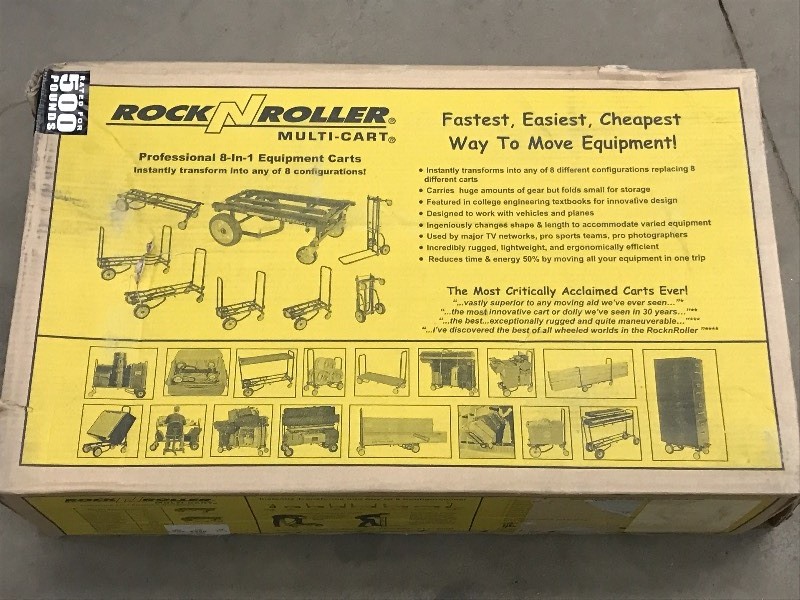 RATED FOR
500
POUNDS
ROCK N ROLLER®
MULTI-CART®
Professional 8-In-1 Equipment Carts
Instantly transform into any of 8 configurations!
Fastest, Easiest, Cheapest
Way To Move Equipment!
• Instantly transforms into any of 8 different configurations replacing 8
different carts
• Carries huge amounts of gear but folds small for storage
• Featured in college engineering textbooks for innovative design
• Designed to work with vehicles and planes
• Ingeniously changes shape & length to accommodate varied equipment
• Used by major TV networks, pro sports teams, pro photographers
• Incredibly rugged, lightweight, and ergonomically efficient
• Reduces time & energy 50% by moving all your equipment in one trip
The Most Critically Acclaimed Carts Ever!
"...vastly superior to any moving aid we've ever seen..."*
"...the most innovative cart or dolly we've seen in 30 years..."**
"...the best...exceptionally rugged and quite maneuverable..."***
"...I've discovered the best of all wheeled worlds in the RocknRoller "****
ROCK N ROLLER